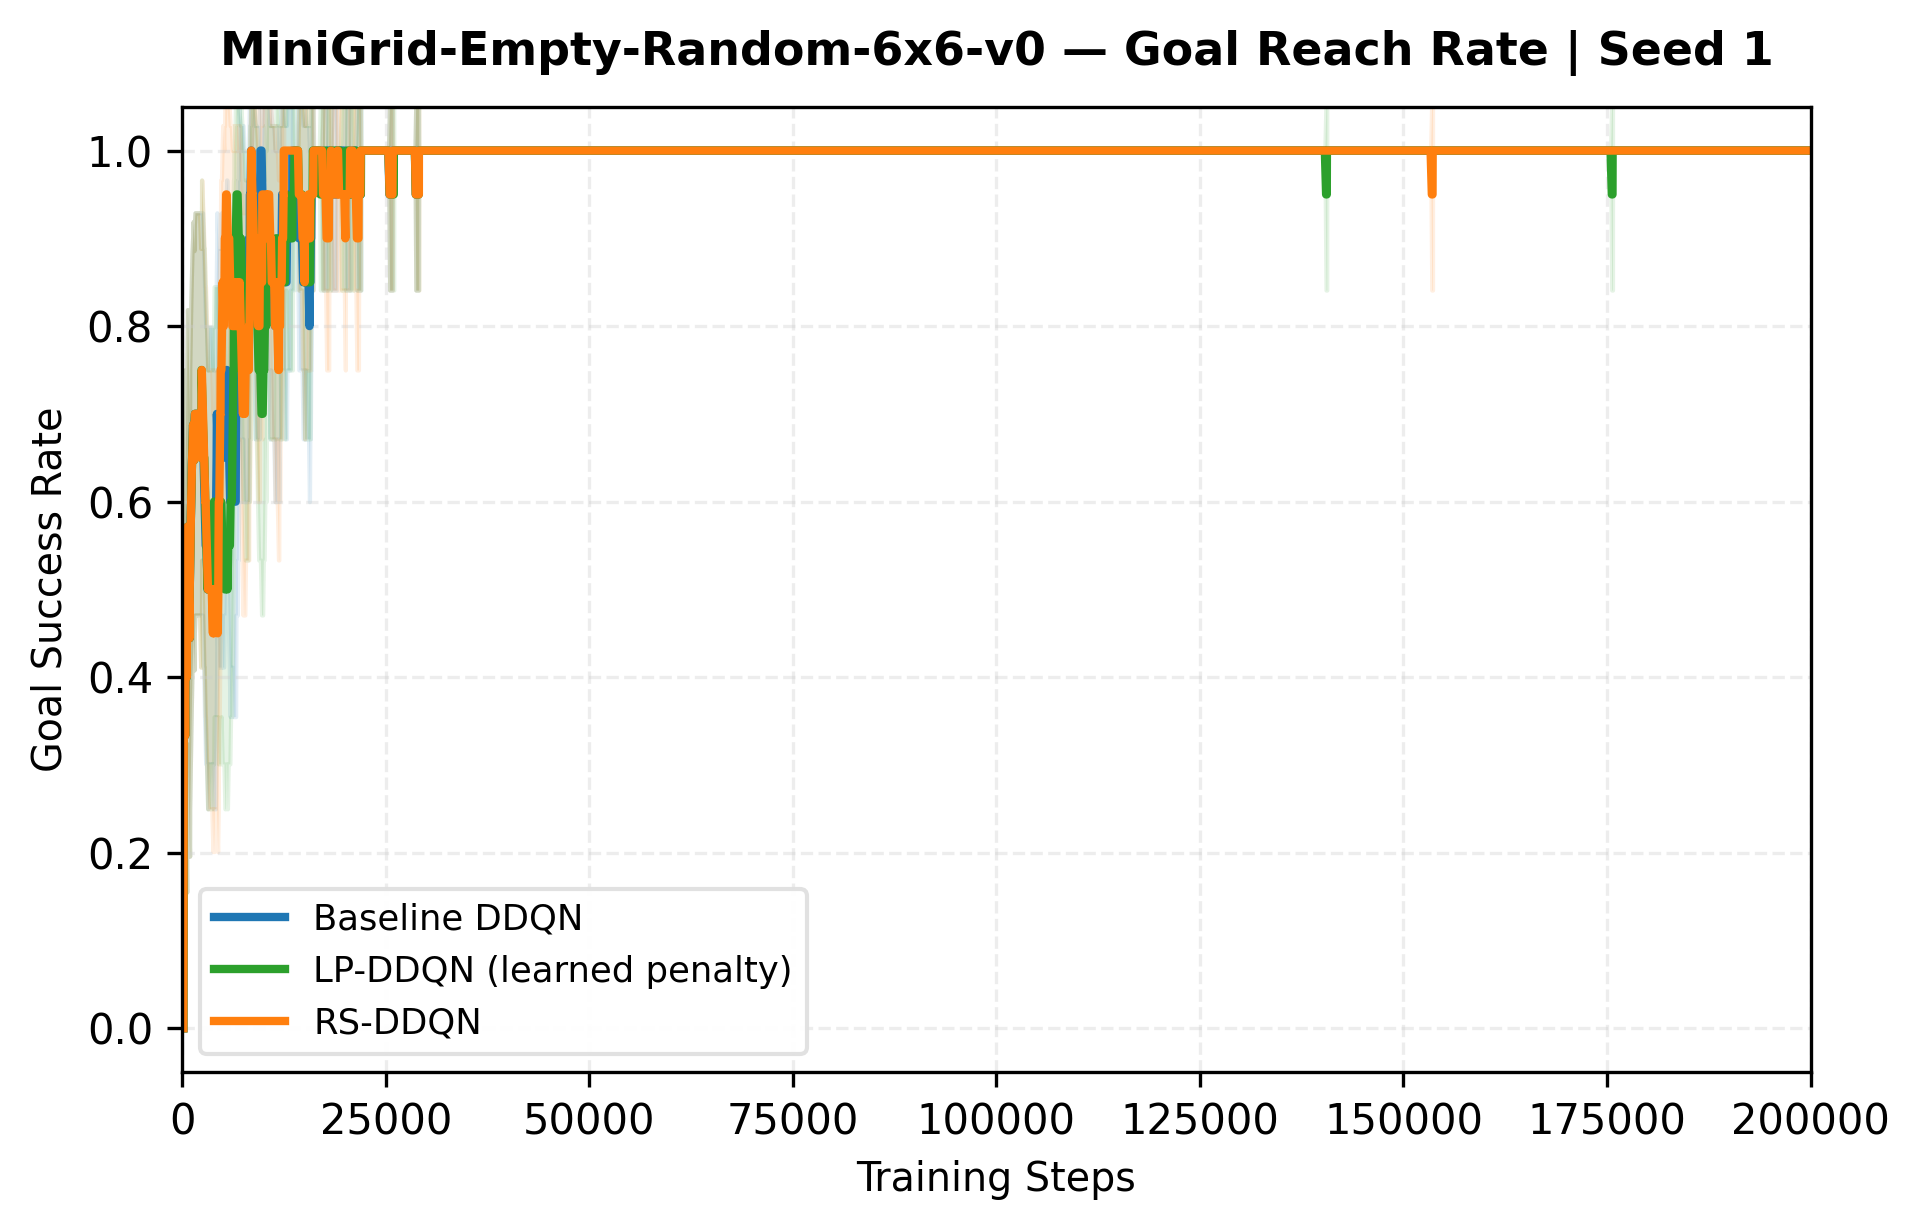 MiniGrid-Empty-Random-6x6-v0 — Goal Reach Rate | Seed 1
Goal Success Rate
1.0
0.8
0.6
0.4
0.2
0.0
Baseline DDQN
LP-DDQN (learned penalty)
RS-DDQN
0 25000 50000 75000 100000 125000 150000 175000 200000
Training Steps